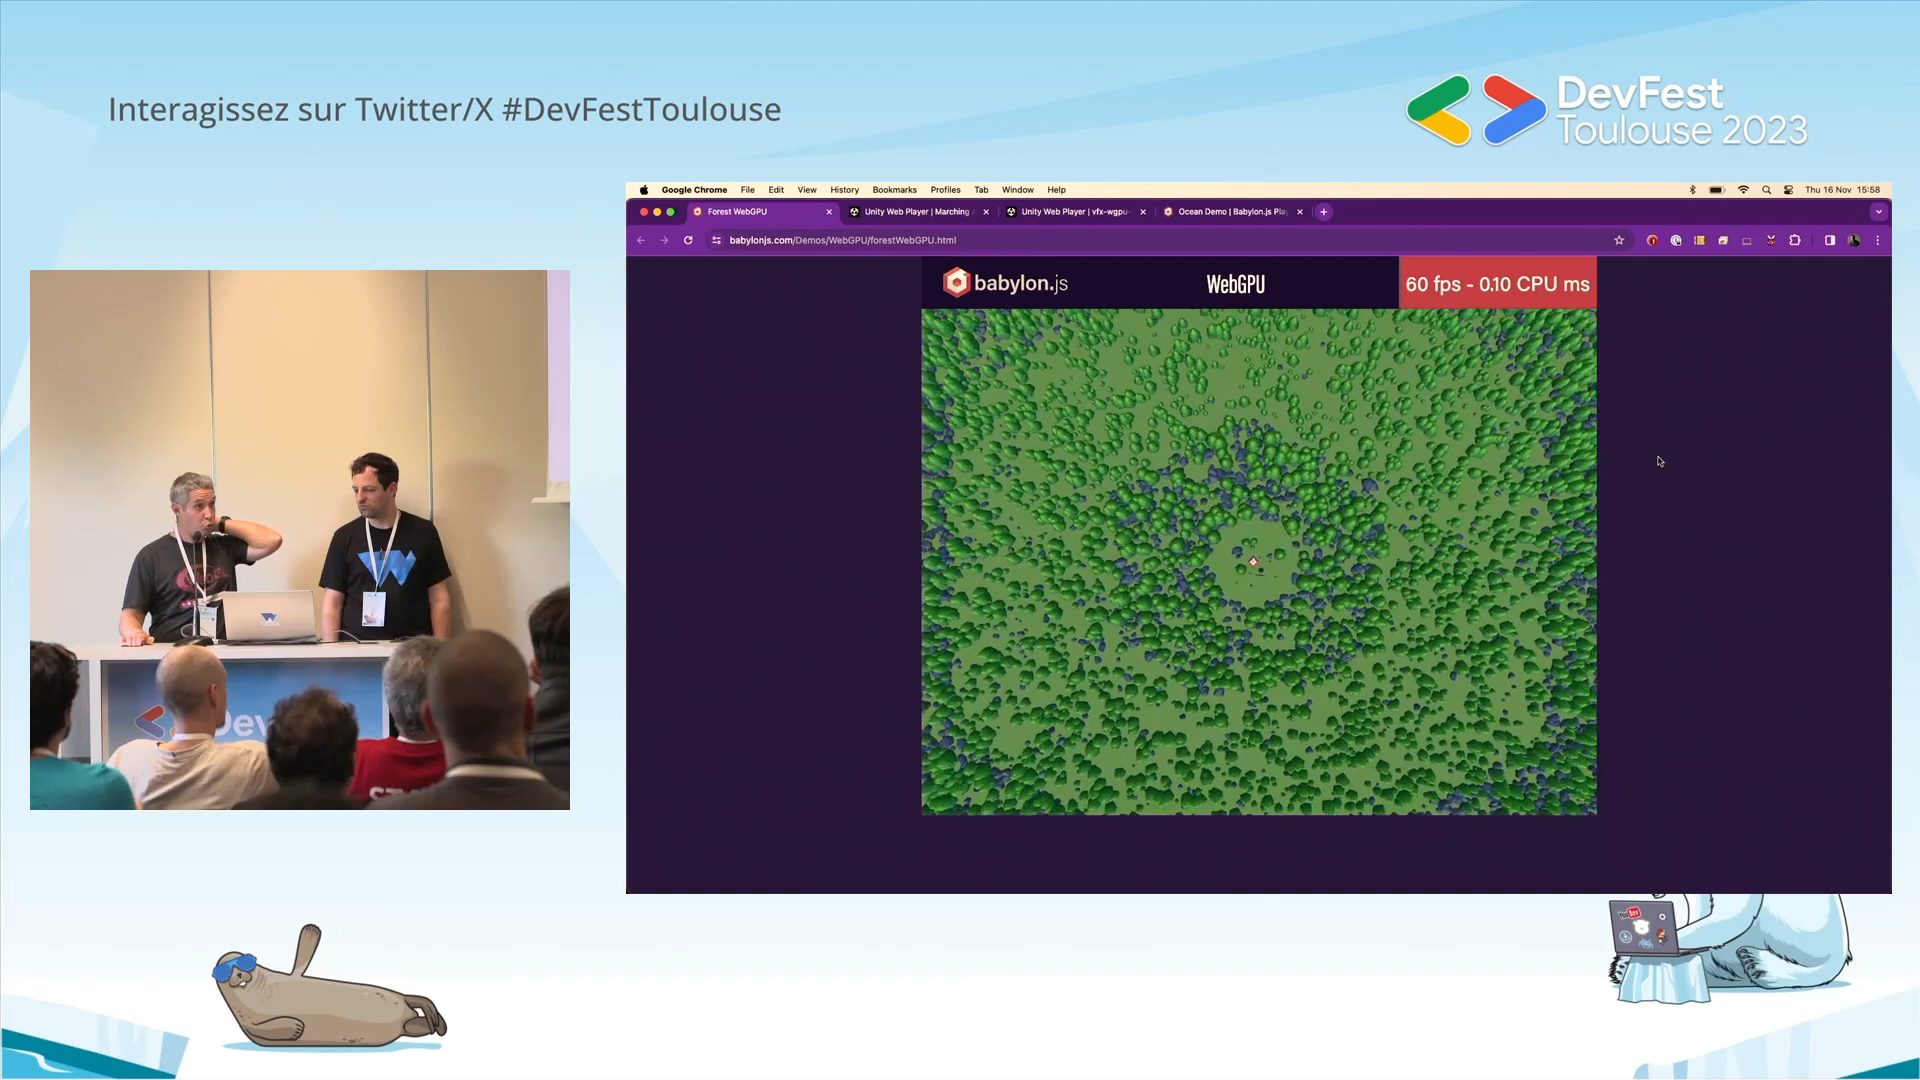 Interagissez sur Twitter/X #DevFestToulouse
DevFest
Toulouse 2023
Google Chrome File Edit View History Bookmarks Profiles Tab Window Help
Thu 16 Nov 15:58
Forest WebGPU
Unity Web Player | Marching
Unity Web Player | vfx-wgpu-
Ocean Demo | Babylon.js Pla
babylonjs.com/Demos/WebGPU/forestWebGPU.html
babylon.js
WebGPU
60 fps - 0.10 CPU ms
Dev